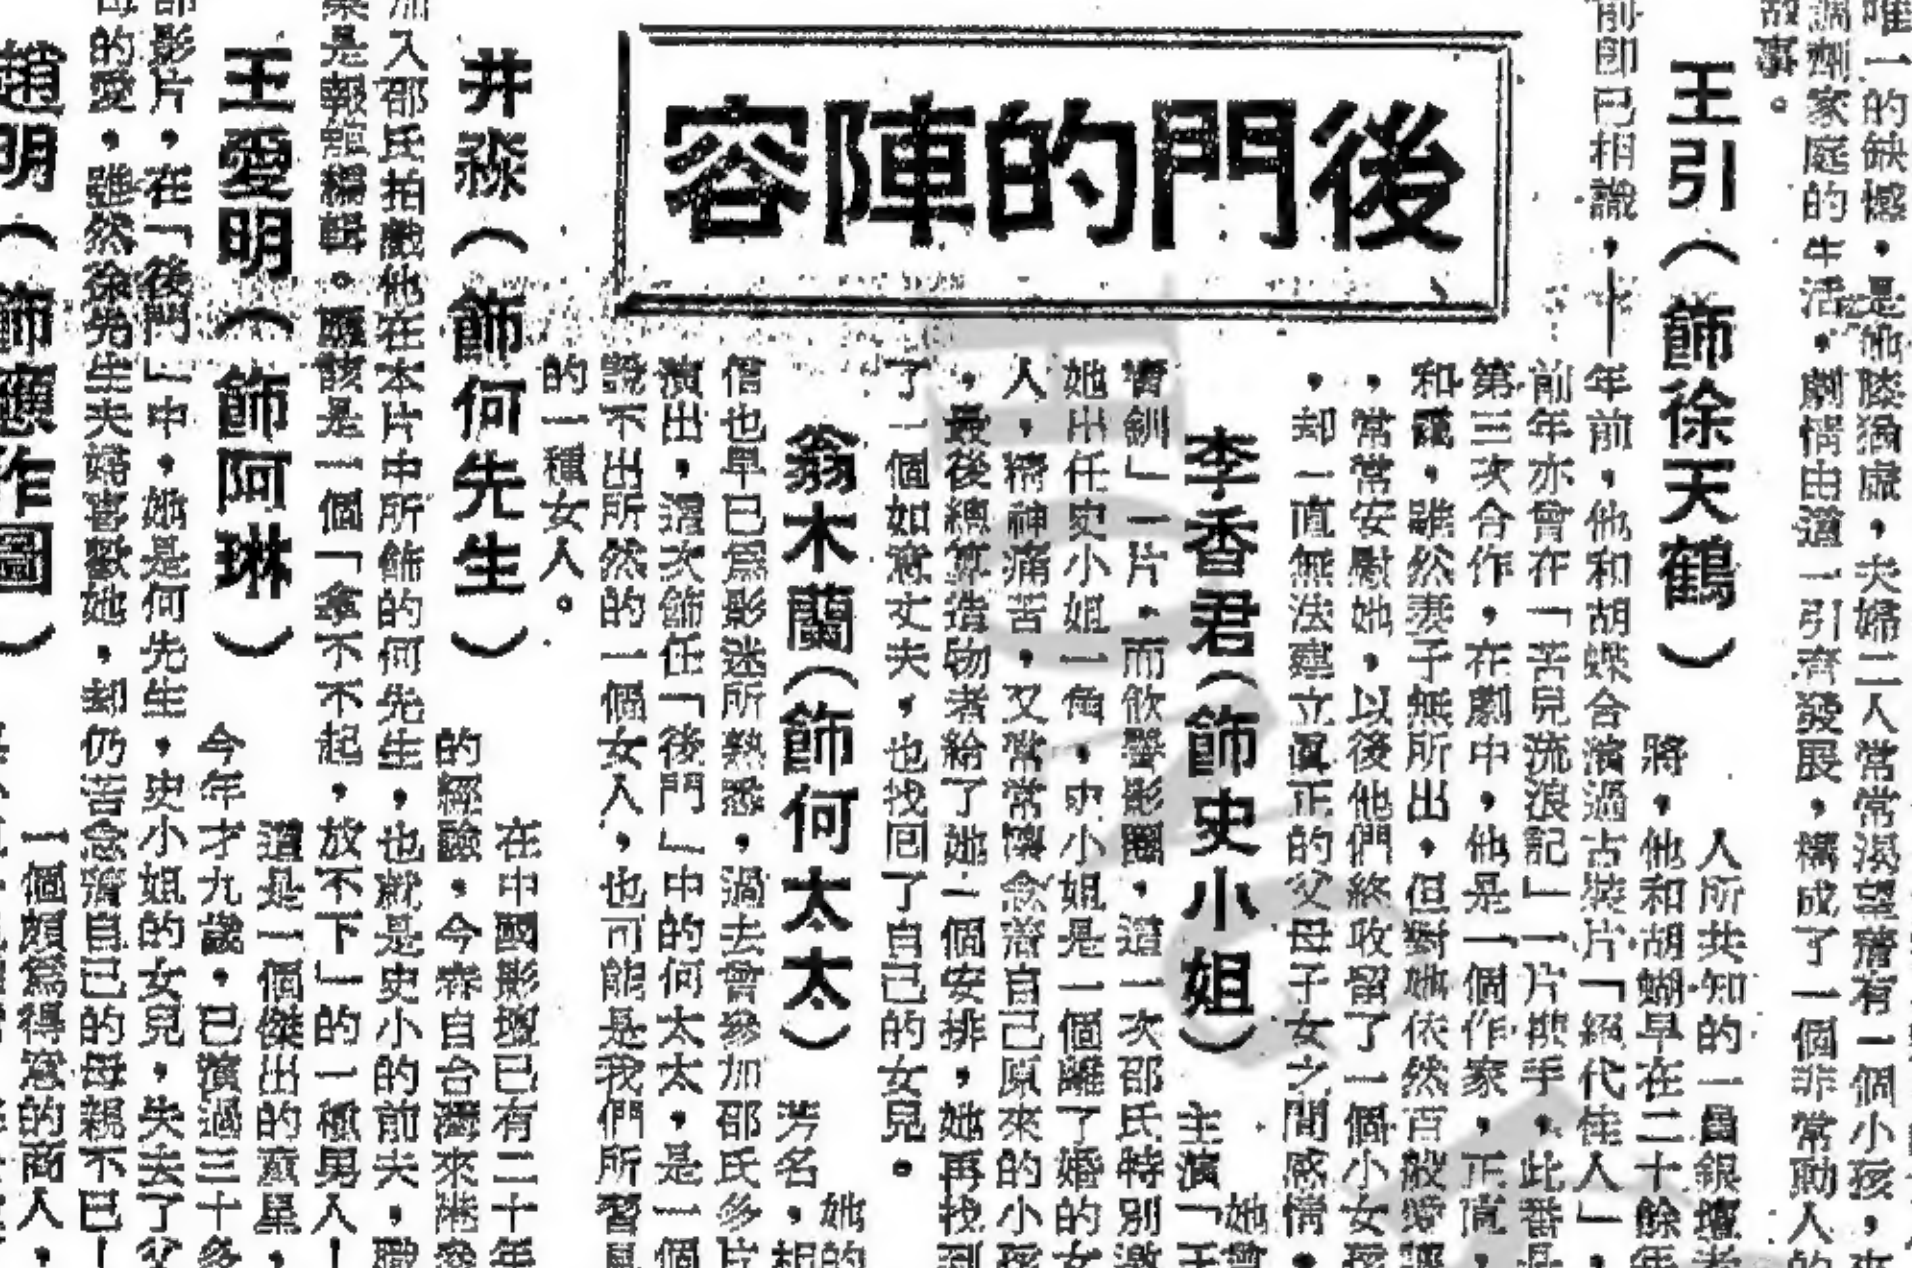 後門的陣容
唯一的缺憾,是他膝猶虛,夫婦二人常常渴望着有一個小孩,來
調劑家庭的生活,劇情由這一引齊發展,構成了一個非常動人的
故事。
王引(飾徐天鶴)
人所共知的一員銀壇老
將,他和胡蝴早在二十餘年
前即已相識,十一年前,他和胡蝶合演過古裝片「絕代佳人」,
前年亦曾在「苦兒流浪記」一片携手,此番是
第三次合作,在劇中,他是一個作家,正直,
和靄,雖然妻子無所出,但對她依然百般愛護
,常常安慰她,以後他們終收留了一個小女孩
,却一直無法建立眞正的父母子女之間感情。
李香君(飾史小姐)
她曾
主演「王
寶釧」一片,而飲譽影圈,這一次邵氏特別邀
她出任史小姐一角,史小姐是一個離了婚的女
人,精神痛苦,又常常懷念着自己原來的小孩
,最後總算造物者給了她一個安排,她再找到
了一個如意丈夫,也找囘了自己的女兒。
翁木蘭(飾何太太)
她的
芳名,相
信也早已爲影迷所熟悉,過去曾參加邵氏多片
演出,這次飾任「後門」中的何太太,是一個
說不出所然的一個女人,也可能是我們所習見
的一種女人。
井淼(飾何先生)
在中國影壇已有二十年
的經驗,今春自台灣來港參
加入邵氏拍戲他在本片中所飾的何先生,也就是史小的前夫,職
業是報館編輯。應該是一個「拿不不起,放不下」的一種男人—
王愛明(飾阿琳)
這是一個傑出的童星,
今年才九歲,已演過三十多
部影片,在「後門」中,她是何先生,史小姐的女兒,失去了父
母的愛,雖然徐先生夫婦喜歡她,却仍苦念着自己的母親不已—
趙明(飾應作圖)
一個頗爲得意的商人,